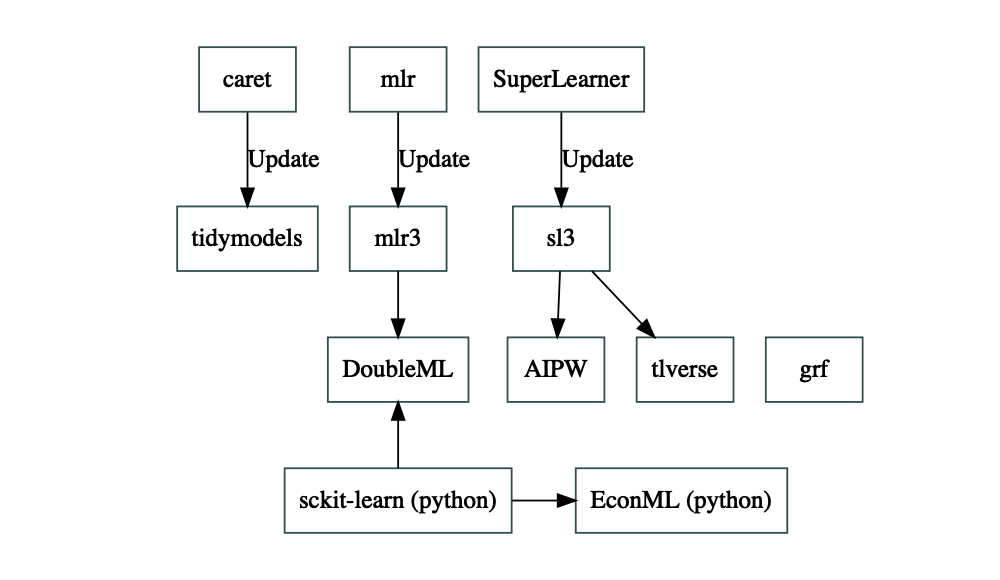 caret
mlr
SuperLearner
Update
Update
Update
tidymodels
mlr3
sl3
DoubleML
AIPW
tlverse
grf
sckit-learn (python)
EconML (python)